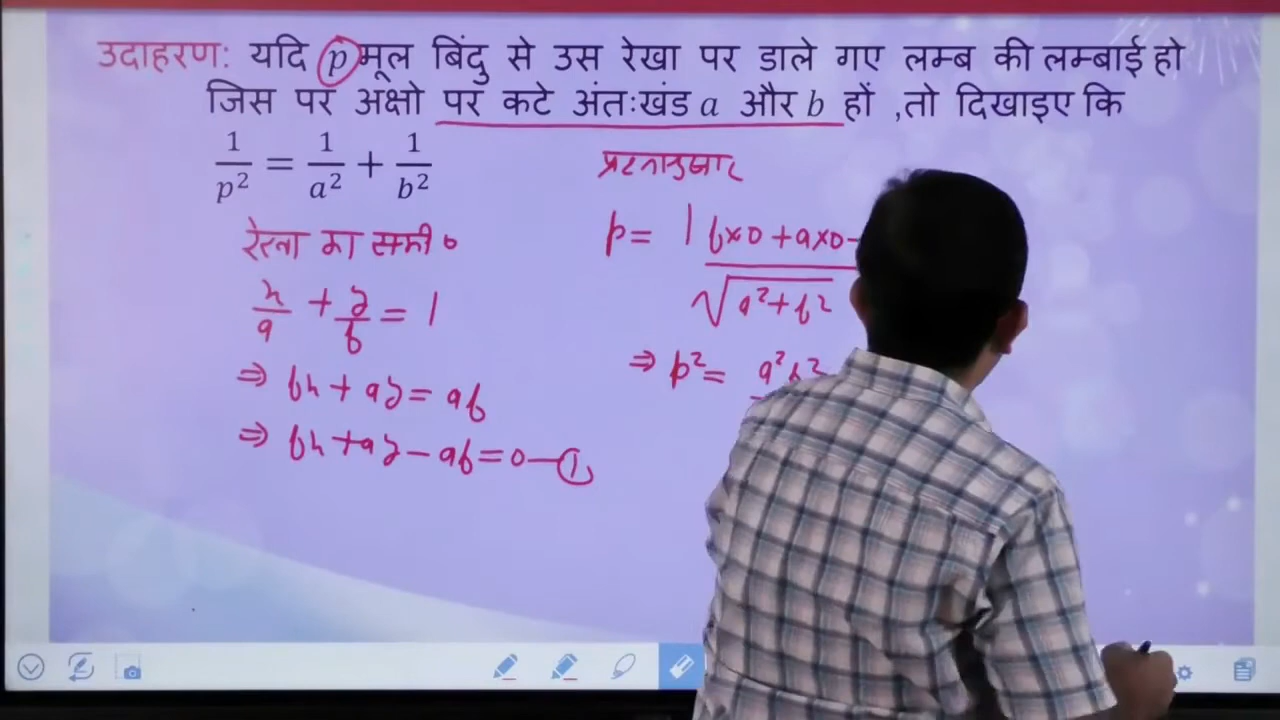 उदाहरण: यदि p मूल बिंदु से उस रेखा पर डाले गए लम्ब की लम्बाई हो
जिस पर अक्षो पर कटे अंतःखंड a और b हों ,तो दिखाइए कि
1/p² = 1/a² + 1/b²
प्रश्नानुसार
रेखा का समी०
p = | b×0 + a×0 – / √a²+b²
x/a + y/b = 1
⇒ p² = a²b²
⇒ bx + ay = ab
⇒ bx + ay – ab = 0 – ①